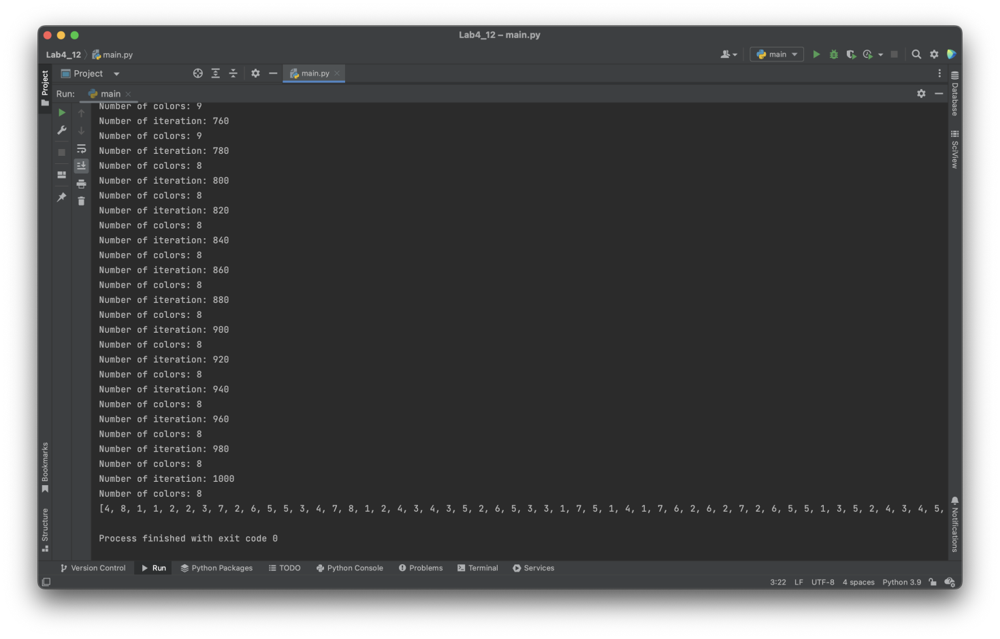 Lab4_12 – main.py
Lab4_12 main.py
main
Project
main.py
Run: main
Number of colors: 9
Number of iteration: 760
Number of colors: 9
Number of iteration: 780
Number of colors: 8
Number of iteration: 800
Number of colors: 8
Number of iteration: 820
Number of colors: 8
Number of iteration: 840
Number of colors: 8
Number of iteration: 860
Number of colors: 8
Number of iteration: 880
Number of colors: 8
Number of iteration: 900
Number of colors: 8
Number of iteration: 920
Number of colors: 8
Number of iteration: 940
Number of colors: 8
Number of iteration: 960
Number of colors: 8
Number of iteration: 980
Number of colors: 8
Number of iteration: 1000
Number of colors: 8
[4, 8, 1, 1, 2, 2, 3, 7, 2, 6, 5, 5, 3, 4, 7, 8, 1, 2, 4, 3, 4, 3, 5, 2, 6, 5, 3, 3, 1, 7, 5, 1, 4, 1, 7, 6, 2, 6, 2, 7, 2, 6, 5, 5, 1, 3, 5, 2, 4, 3, 4, 5,
Process finished with exit code 0
Project
Bookmarks
Structure
Database
SciView
Notifications
Version Control Run Python Packages TODO Python Console Problems Terminal Services
3:22 LF UTF-8 4 spaces Python 3.9